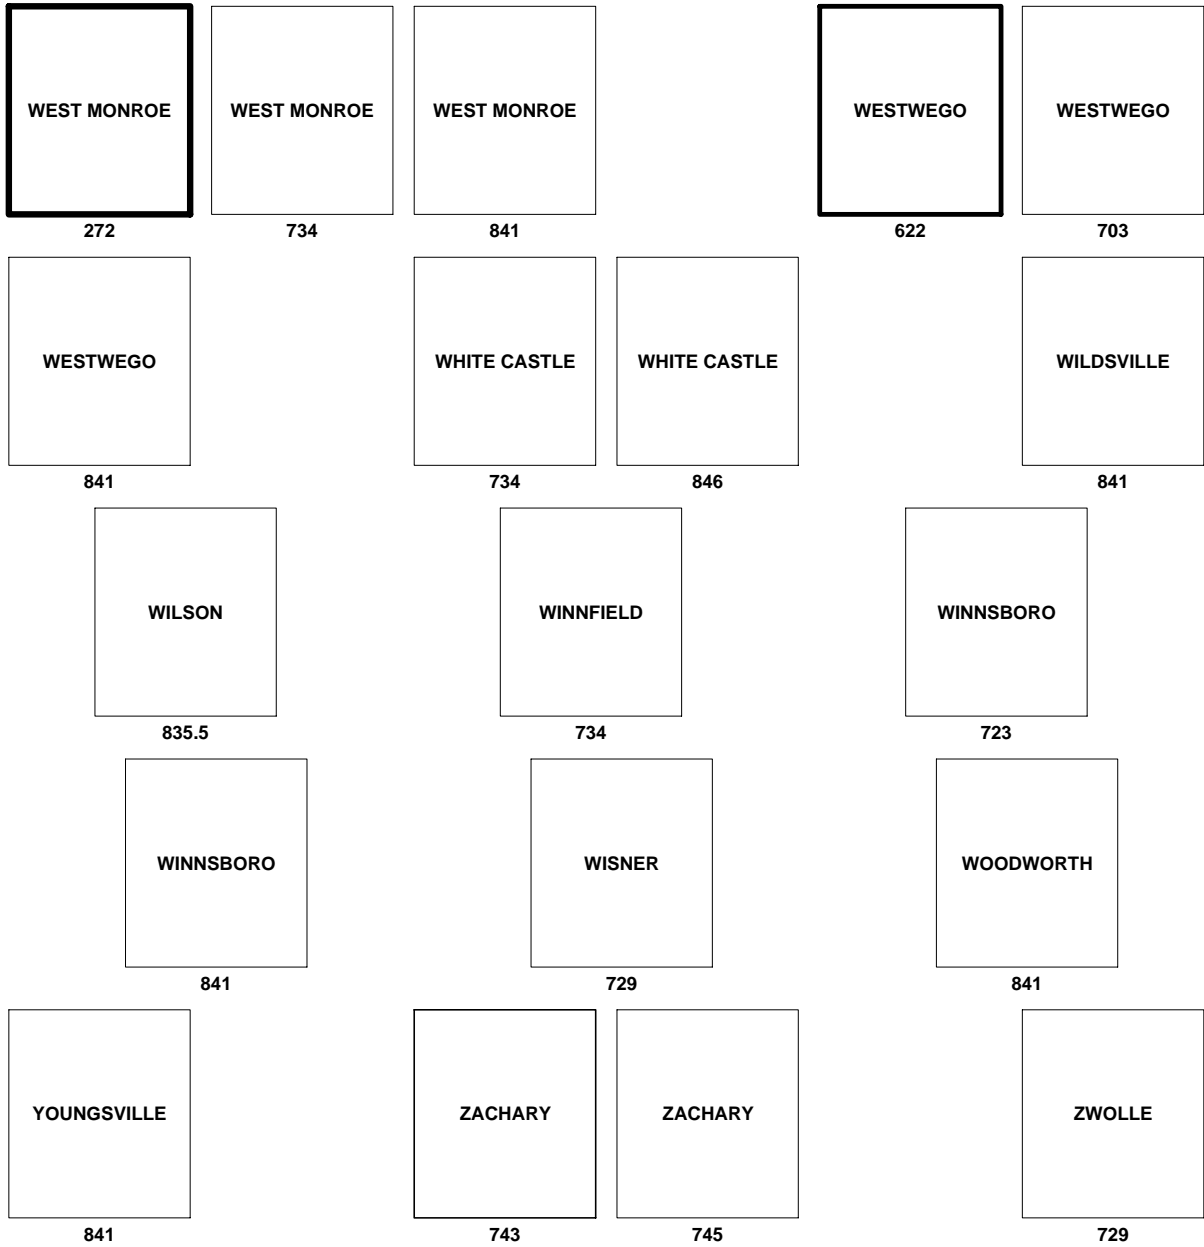 WEST MONROE WEST MONROE WEST MONROE WESTWEGO WESTWEGO
272 734 841 622 703
WESTWEGO WHITE CASTLE WHITE CASTLE WILDSVILLE
841 734 846 841
WILSON WINNFIELD WINNSBORO
835.5 734 723
WINNSBORO WISNER WOODWORTH
841 729 841
YOUNGSVILLE ZACHARY ZACHARY ZWOLLE
841 743 745 729